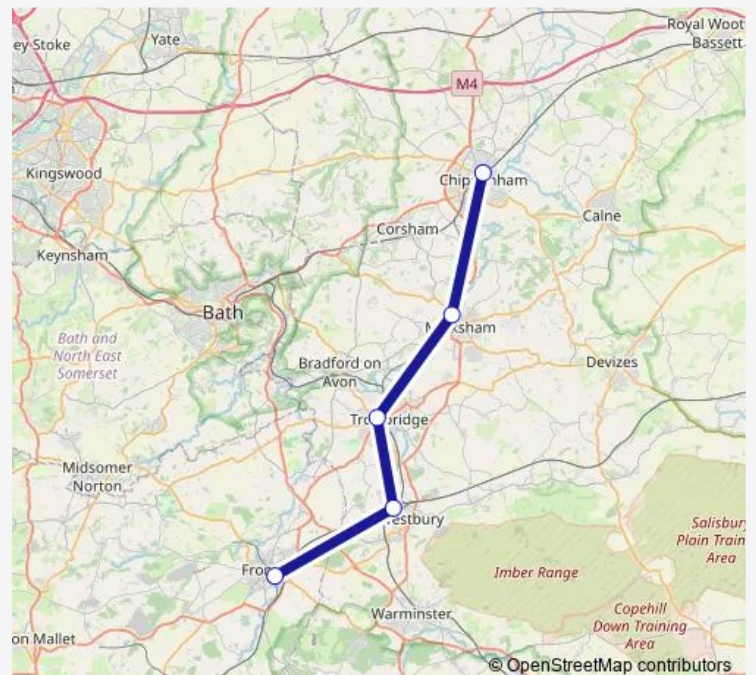 Royal Woot
Bassett
ey Stoke
Yate
M4
Kingswood
Calne
Corsham
Keynsham
Bath
Bath and
North East
Somerset
Bradford on
Avon
Devizes
Midsomer
Norton
Salisbury
Plain Train
Area
Imber Range
Copehill
Down Training
Area
Warminster
on Mallet
© OpenStreetMap contributors